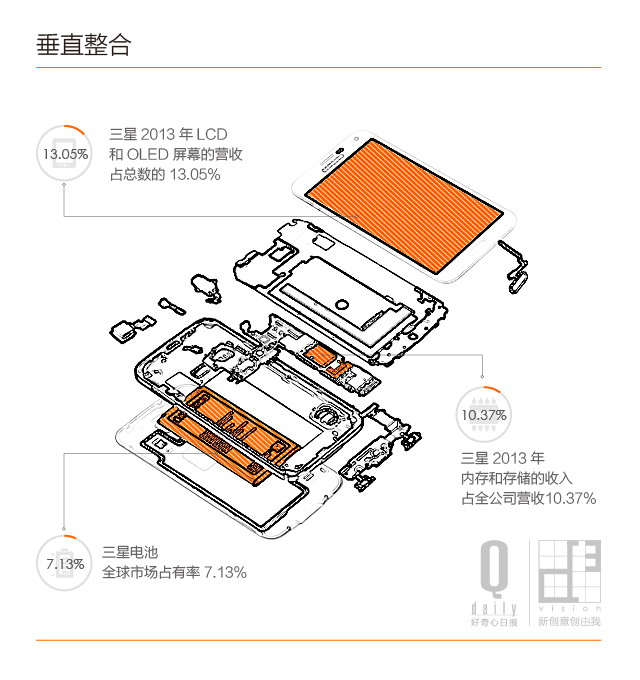 垂直整合
13.05%
三星 2013 年 LCD
和 OLED 屏幕的营收
占总数的 13.05%
10.37%
三星 2013 年
内存和存储的收入
占全公司营收10.37%
7.13%
三星电池
全球市场占有率 7.13%
Q
daily
好奇心日报
vision
新创意创由我